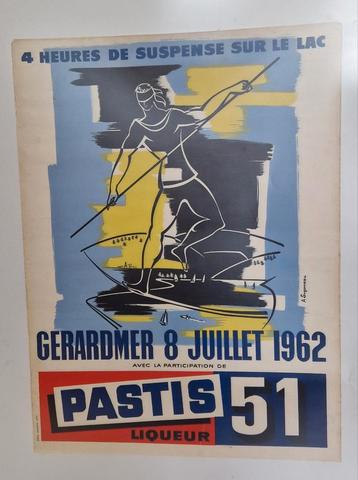 4 HEURES DE SUSPENSE SUR LE LAC
GERARDMER 8 JUILLET 1962
AVEC LA PARTICIPATION DE
PASTIS 51
LIQUEUR